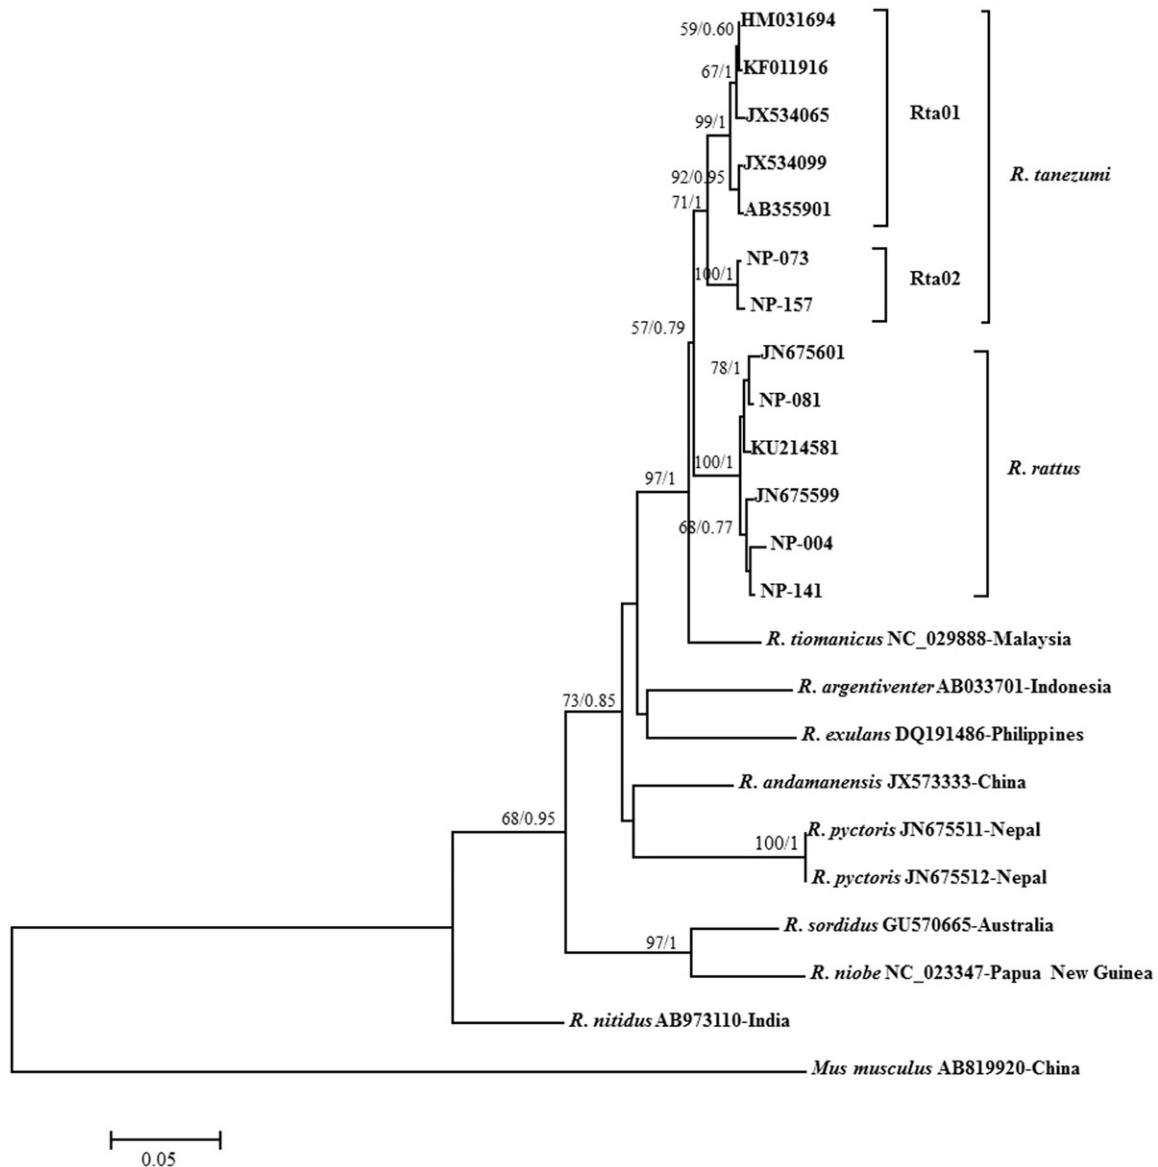 59/0.60
HM031694
67/1
KF011916
99/1
JX534065
Rta01
92/0.95
JX534099
R. tanezumi
71/1
AB355901
100/1
NP-073
NP-157
Rta02
57/0.79
78/1
JN675601
NP-081
100/1
KU214581
R. rattus
97/1
JN675599
68/0.77
NP-004
NP-141
R. tiomanicus NC_029888-Malaysia
R. argentiventer AB033701-Indonesia
73/0.85
R. exulans DQ191486-Philippines
R. andamanensis JX573333-China
68/0.95
R. pyctoris JN675511-Nepal
100/1
R. pyctoris JN675512-Nepal
R. sordidus GU570665-Australia
97/1
R. niobe NC_023347-Papua New Guinea
R. nitidus AB973110-India
Mus musculus AB819920-China
0.05